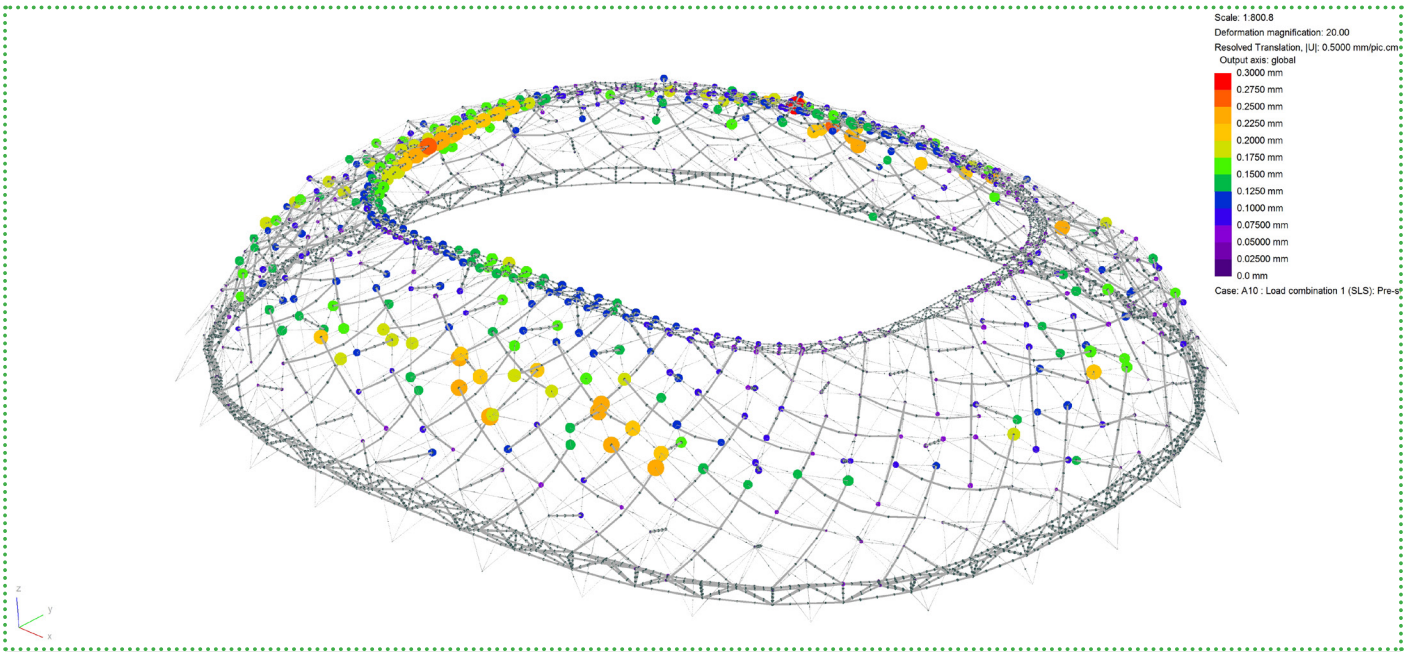 Scale: 1:800.8
Deformation magnification: 20.00
Resolved Translation, |U|: 0.5000 mm/pic.cm
Output axis: global
0.3000 mm
0.2750 mm
0.2500 mm
0.2250 mm
0.2000 mm
0.1750 mm
0.1500 mm
0.1250 mm
0.1000 mm
0.07500 mm
0.05000 mm
0.02500 mm
0.0 mm
Case: A10 : Load combination 1 (SLS): Pre-s
z
y
x